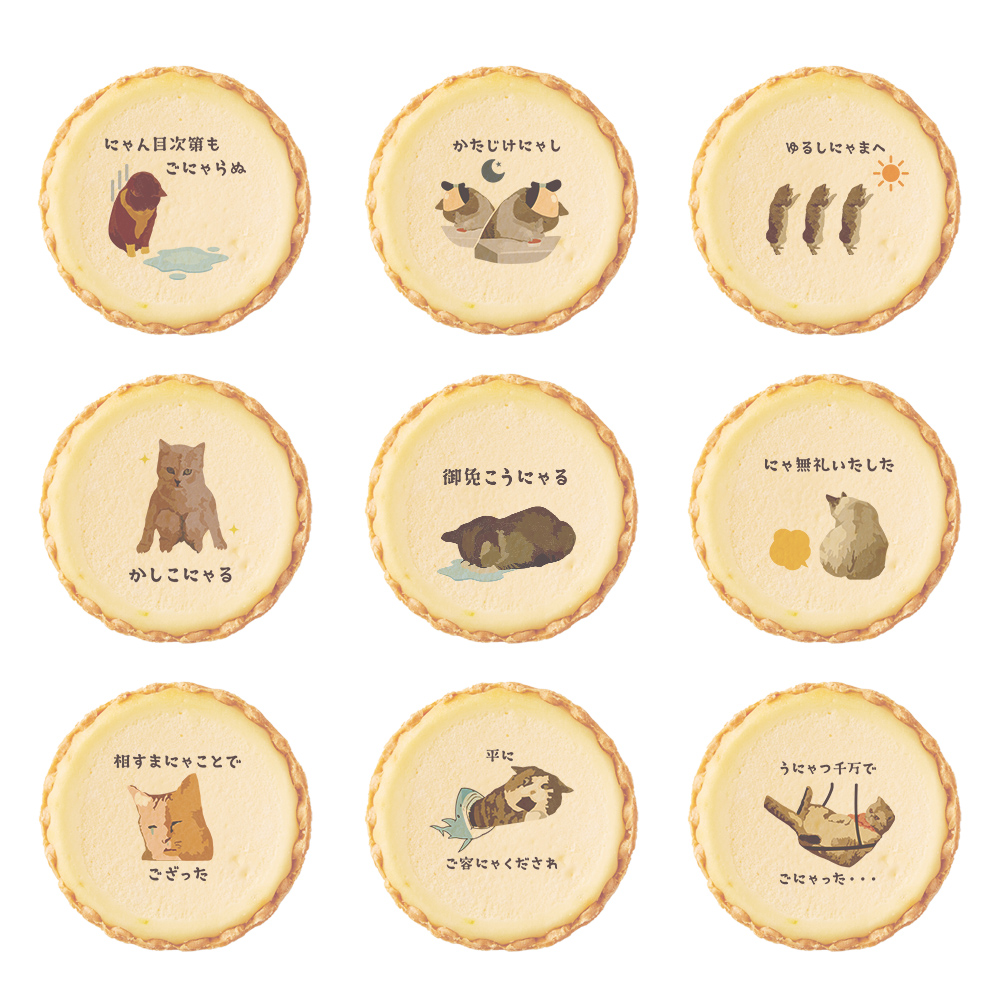 にゃん目次第も
ごにゃらぬ
かたじけにゃし
ゆるしにゃまへ
かしこにゃる
御免こうにゃる
にゃ無礼いたした
相すまにゃことで
ござった
平に
ご容にゃくだされ
うにゃつ千万で
ごにゃった・・・